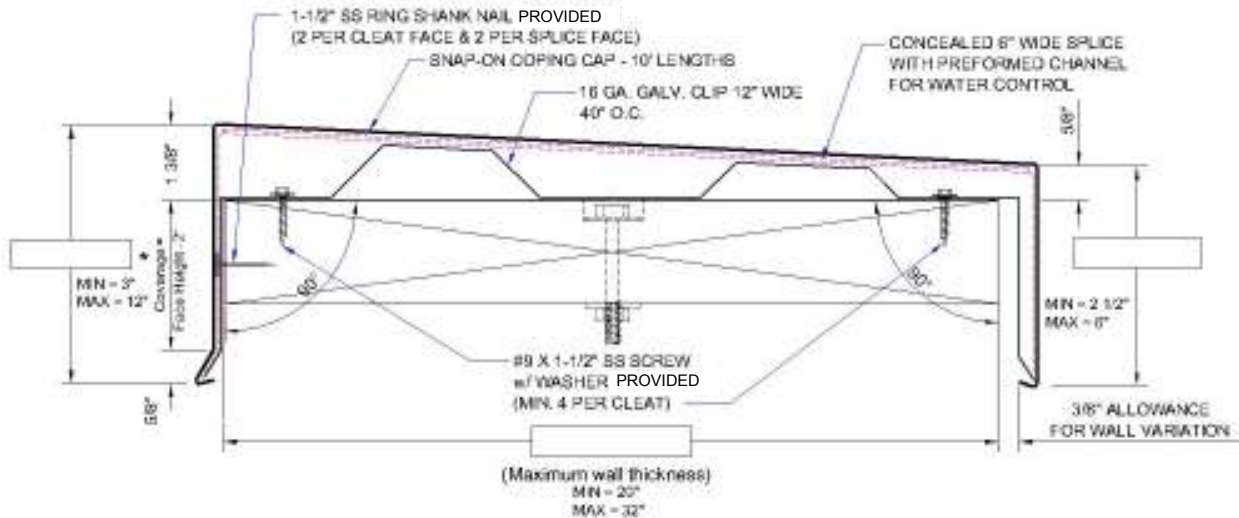 1-1/2" SS RING SHANK NAIL PROVIDED
(2 PER CLEAT FACE & 2 PER SPLICE FACE)
SNAP-ON COPING CAP - 10' LENGTHS
16 GA. GALV. CLIP 12" WIDE
40" O.C.
CONCEALED 6" WIDE SPLICE
WITH PREFORMED CHANNEL
FOR WATER CONTROL
1 3/8"
5/8"
MIN = 3"
MAX = 12"
Coverage =
Face Height - 2"
90°
90°
MIN = 2 1/2"
MAX = 8"
#9 X 1-1/2" SS SCREW
w/ WASHER PROVIDED
(MIN. 4 PER CLEAT)
5/8"
3/8" ALLOWANCE
FOR WALL VARIATION
(Maximum wall thickness)
MIN = 20"
MAX = 32"